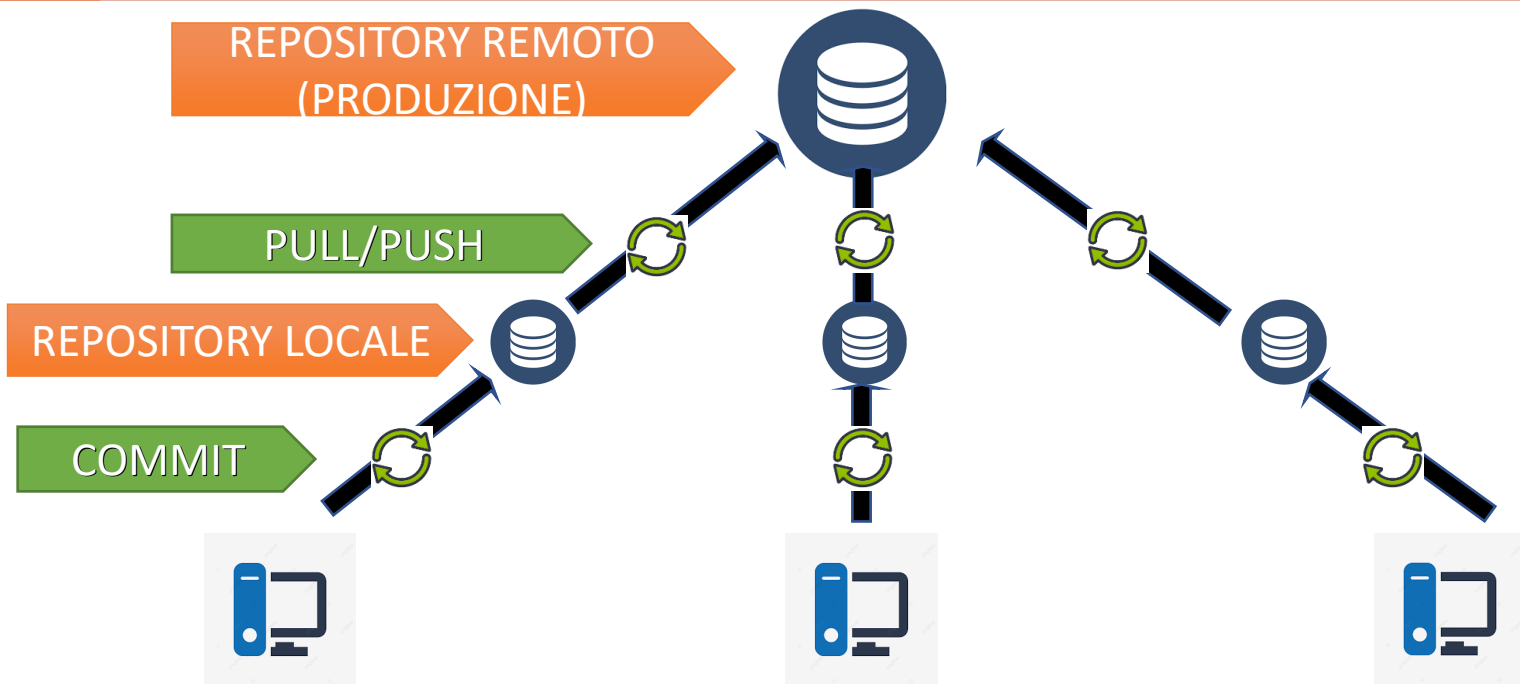 REPOSITORY REMOTO
(PRODUZIONE)
PULL/PUSH
REPOSITORY LOCALE
COMMIT